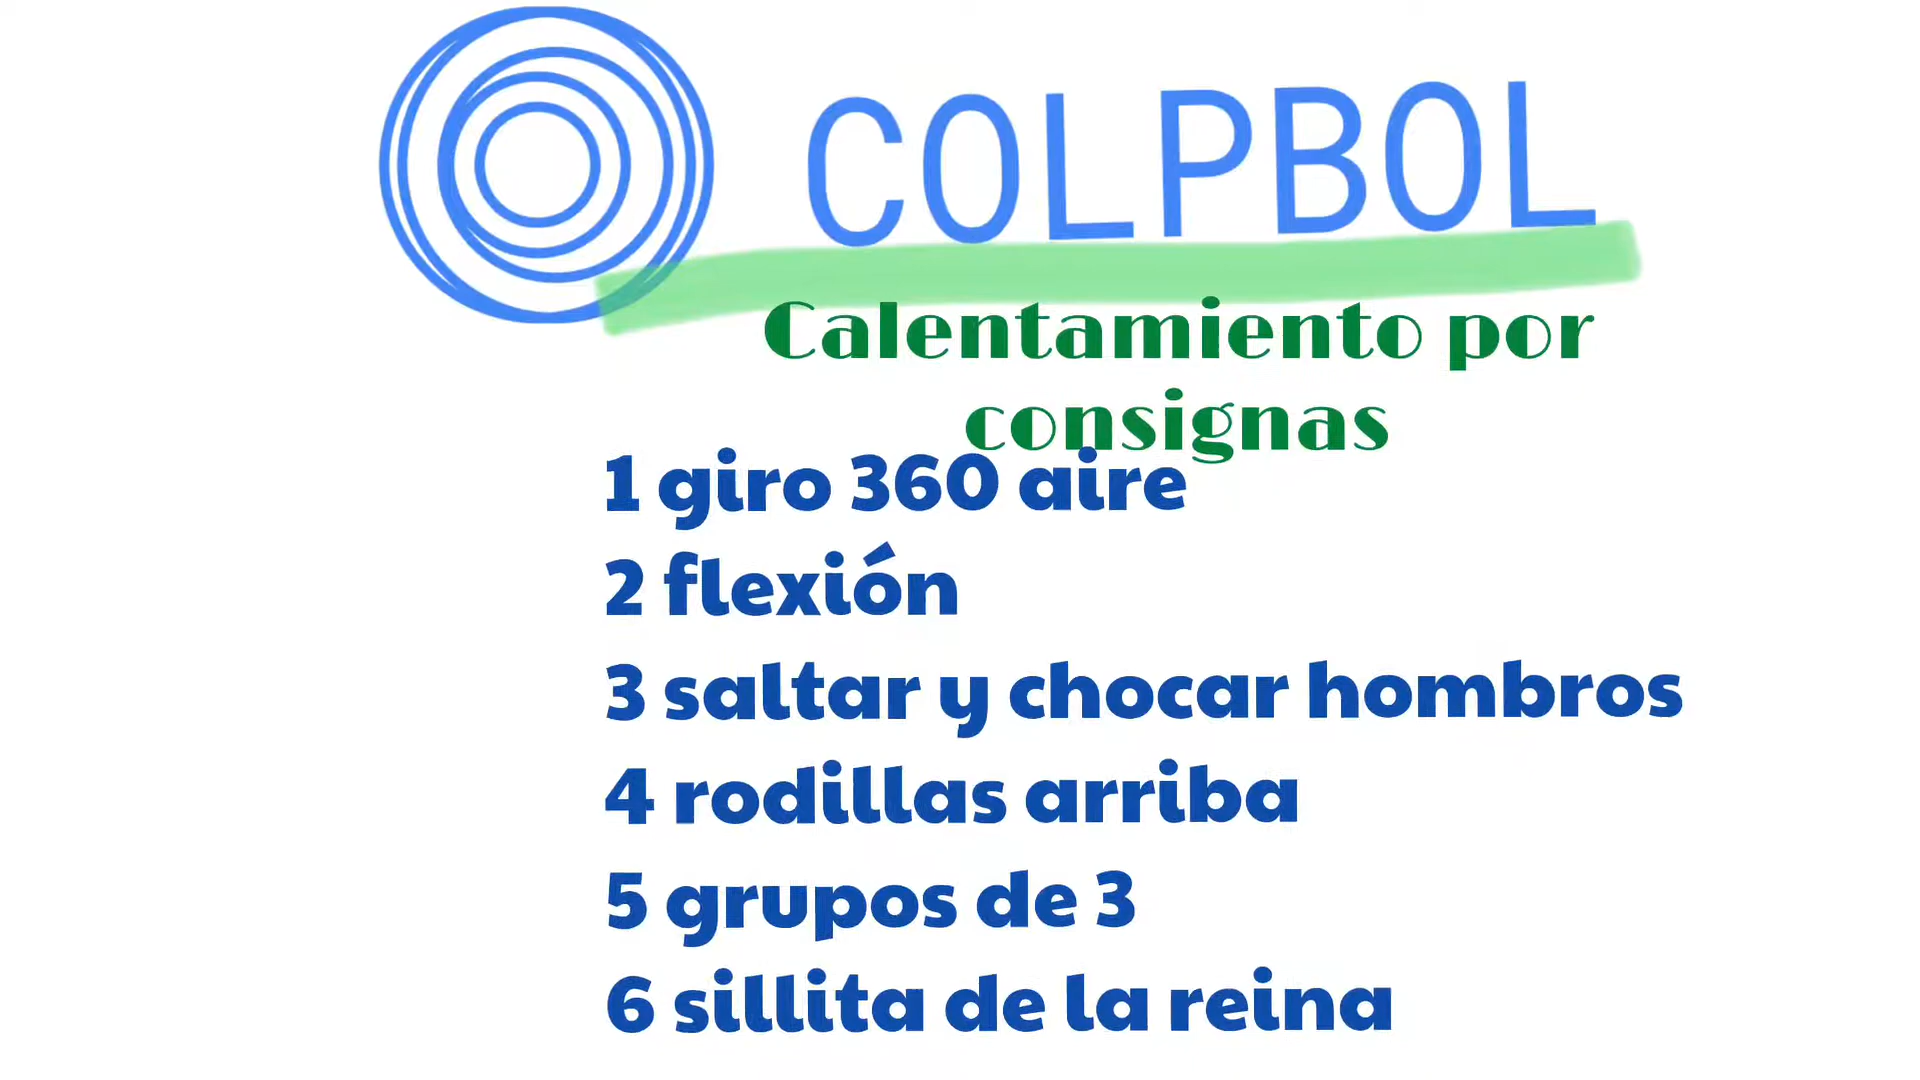 COLPBOL
Calentamiento por
consignas
1 giro 360 aire
2 flexión
3 saltar y chocar hombros
4 rodillas arriba
5 grupos de 3
6 sillita de la reina